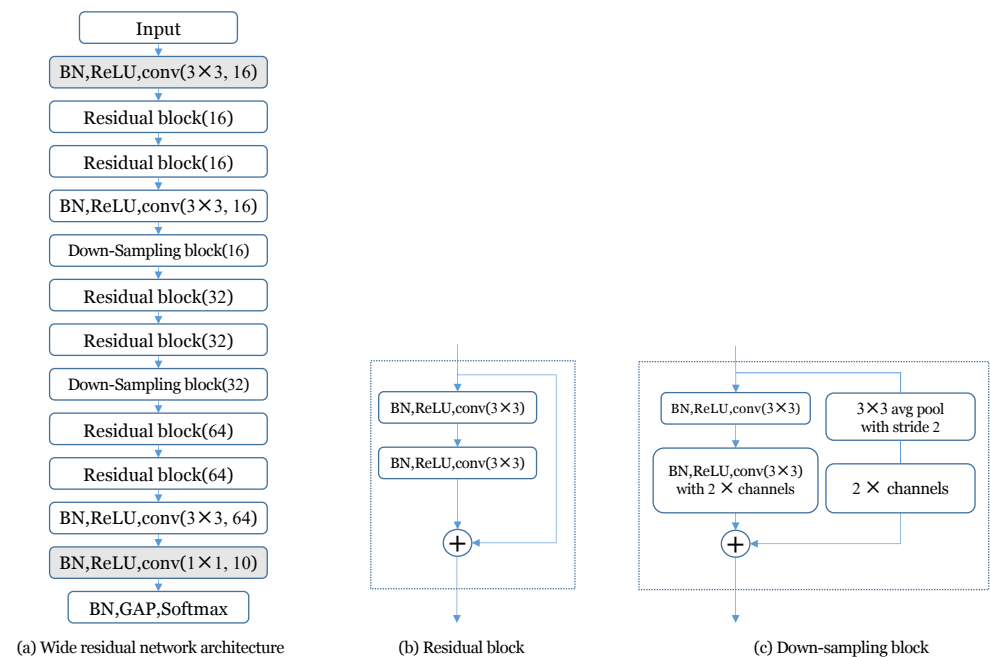 Input
BN,ReLU,conv(3×3, 16)
Residual block(16)
Residual block(16)
BN,ReLU,conv(3×3, 16)
Down-Sampling block(16)
Residual block(32)
Residual block(32)
Down-Sampling block(32)
Residual block(64)
Residual block(64)
BN,ReLU,conv(3×3, 64)
BN,ReLU,conv(1×1, 10)
BN,GAP,Softmax
(a) Wide residual network architecture
BN,ReLU,conv(3×3)
BN,ReLU,conv(3×3)
+
(b) Residual block
BN,ReLU,conv(3×3)
BN,ReLU,conv(3×3)
with 2 × channels
3×3 avg pool
with stride 2
2 × channels
+
(c) Down-sampling block